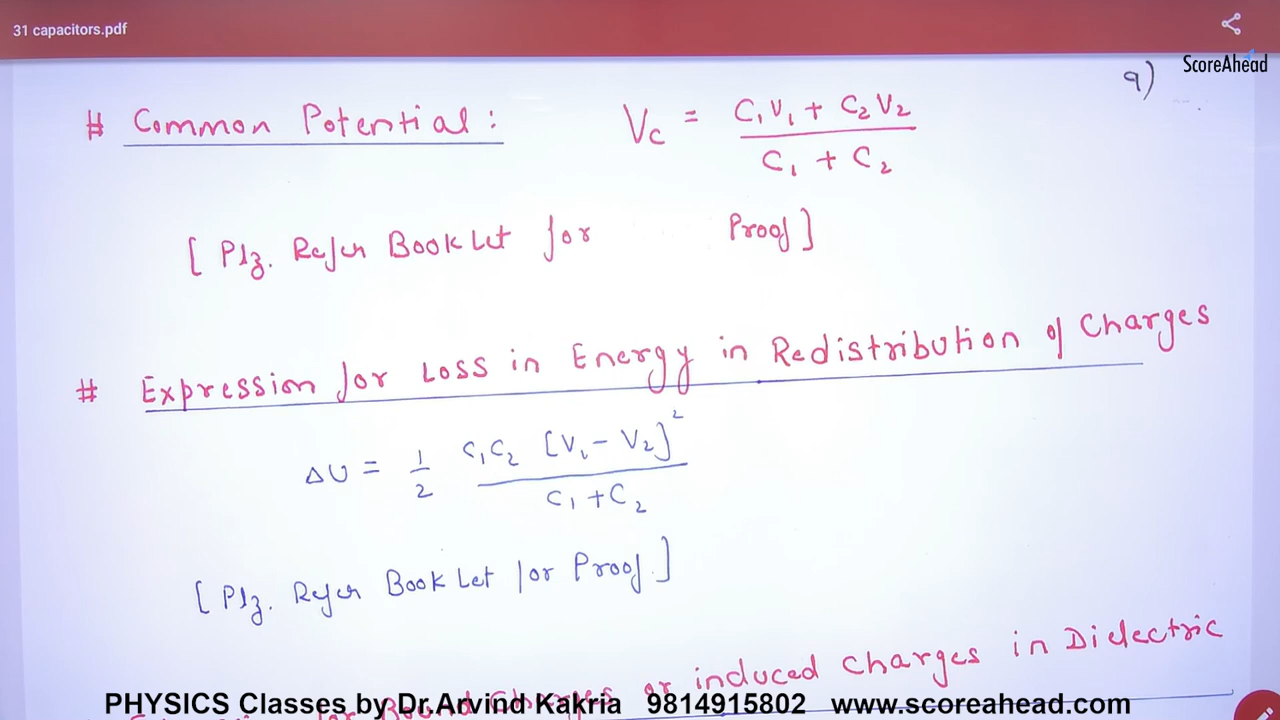 31 capacitors.pdf
ScoreAhead
9)
# Common Potential : Vc = C₁V₁ + C₂V₂ / C₁ + C₂
[ Plz. Refer Booklet for Proof ]
# Expression for Loss in Energy in Redistribution of Charges
ΔU = 1/2 C₁C₂ [V₁ - V₂]² / C₁ + C₂
[ Plz. Refer Booklet for Proof. ]
or induced charges in Dielectric
PHYSICS Classes by Dr.Arvind Kakria 9814915802 www.scoreahead.com